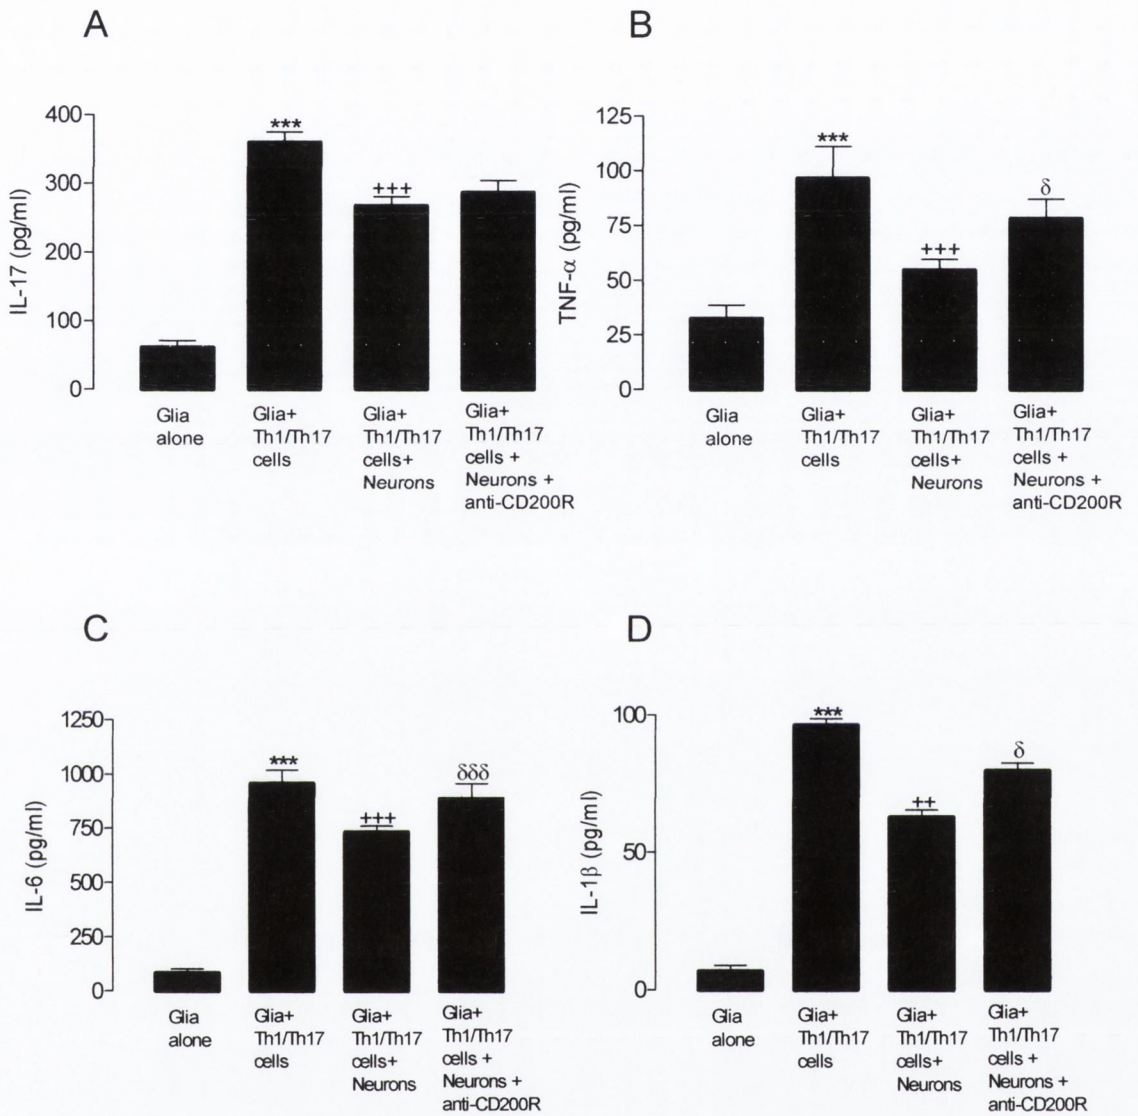 A
IL-17 (pg/ml)
400
300
200
100
0
***
+++
Glia
alone
Glia+
Th1/Th17
cells
Glia+
Th1/Th17
cells+
Neurons
Glia+
Th1/Th17
cells +
Neurons +
anti-CD200R
B
TNF-α (pg/ml)
125
100
75
50
25
0
***
+++
δ
Glia
alone
Glia+
Th1/Th17
cells
Glia+
Th1/Th17
cells+
Neurons
Glia+
Th1/Th17
cells +
Neurons +
anti-CD200R
C
IL-6 (pg/ml)
1250
1000
750
500
250
0
***
+++
δδδ
Glia
alone
Glia+
Th1/Th17
cells
Glia+
Th1/Th17
cells+
Neurons
Glia+
Th1/Th17
cells +
Neurons +
anti-CD200R
D
IL-1β (pg/ml)
100
50
0
***
++
δ
Glia
alone
Glia+
Th1/Th17
cells
Glia+
Th1/Th17
cells+
Neurons
Glia+
Th1/Th17
cells +
Neurons +
anti-CD200R